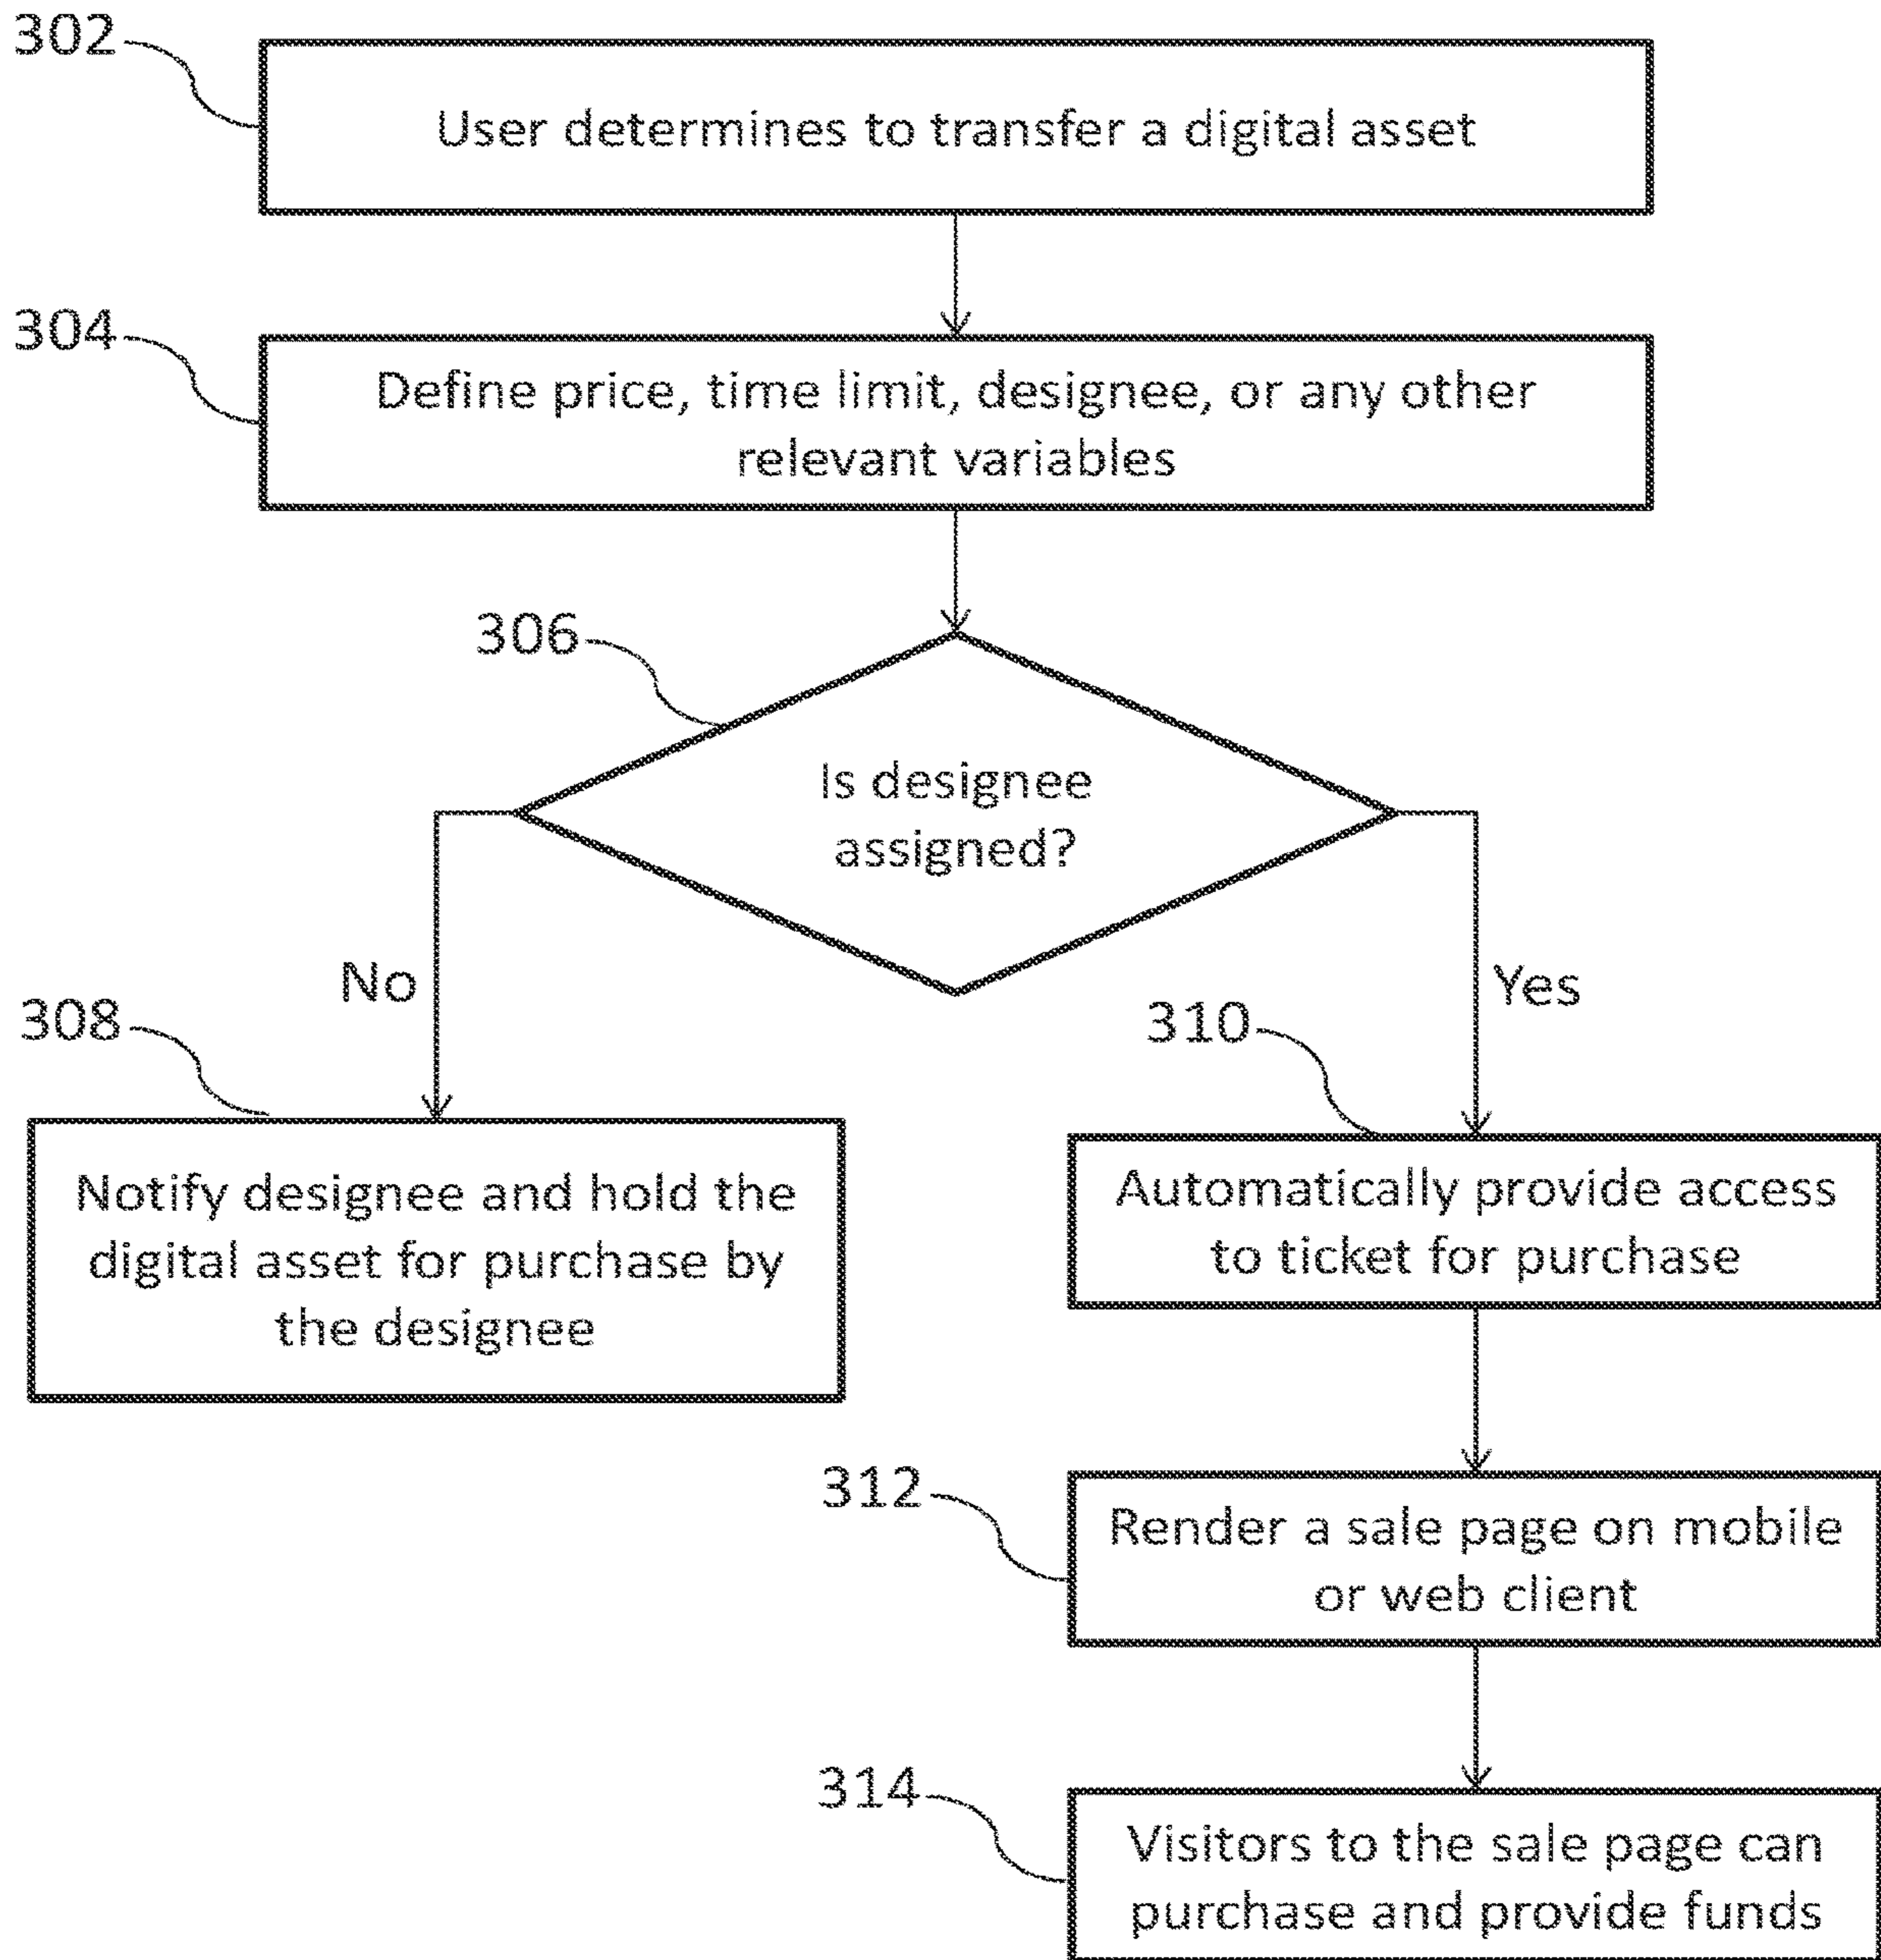 302
User determines to transfer a digital asset
304
Define price, time limit, designee, or any other
relevant variables
306
Is designee
assigned?
No
Yes
308
310
Notify designee and hold the
digital asset for purchase by
the designee
Automatically provide access
to ticket for purchase
312
Render a sale page on mobile
or web client
314
Visitors to the sale page can
purchase and provide funds